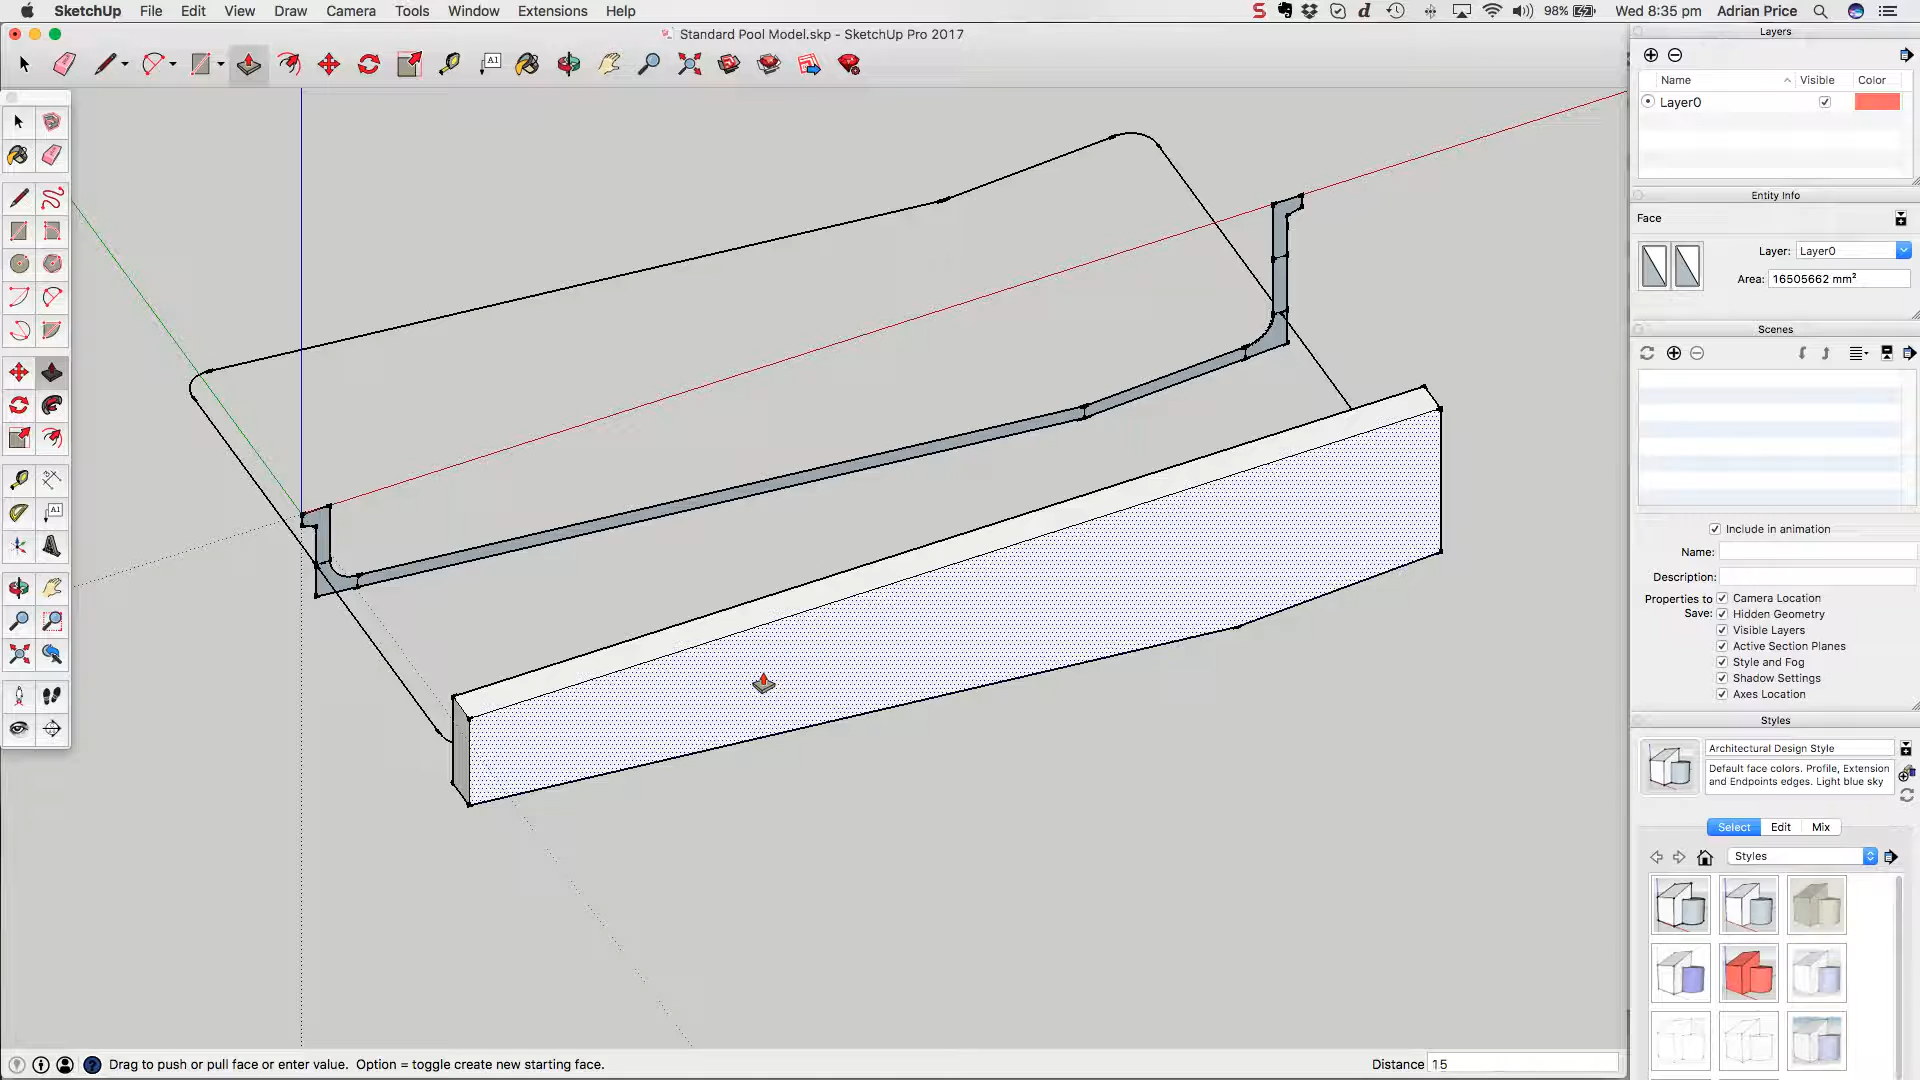 SketchUp File Edit View Draw Camera Tools Window Extensions Help
S d 98% Wed 8:35 pm Adrian Price
Standard Pool Model.skp - SketchUp Pro 2017
A1
A1
Layers
Name Visible Color
Layer0
Entity Info
Face
Layer: Layer0
Area: 16505662 mm²
Scenes
Include in animation
Name:
Description:
Properties to Save:
Camera Location
Hidden Geometry
Visible Layers
Active Section Planes
Style and Fog
Shadow Settings
Axes Location
Styles
Architectural Design Style
Default face colors. Profile, Extension
and Endpoints edges. Light blue sky
Select Edit Mix
Styles
? Drag to push or pull face or enter value. Option = toggle create new starting face.
Distance 15